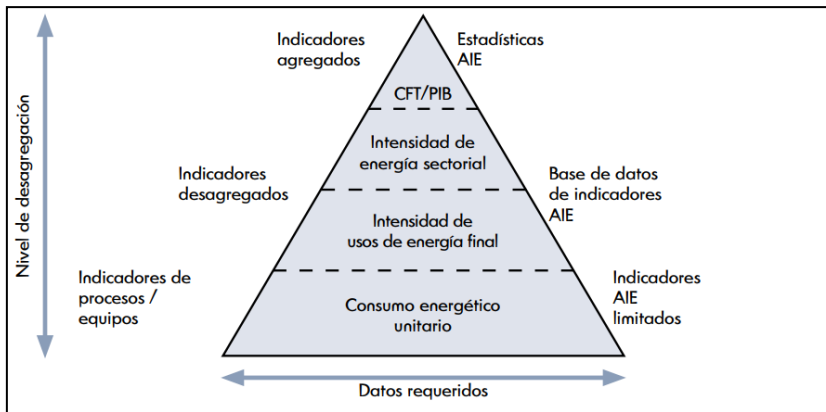 Indicadores
agregados
Estadísticas
AIE
CFT/PIB
Intensidad de
energía sectorial
Indicadores
desagregados
Base de datos
de indicadores
AIE
Intensidad de
usos de energía final
Indicadores de
procesos /
equipos
Indicadores
AIE
limitados
Consumo energético
unitario
Nivel de desagregación
Datos requeridos